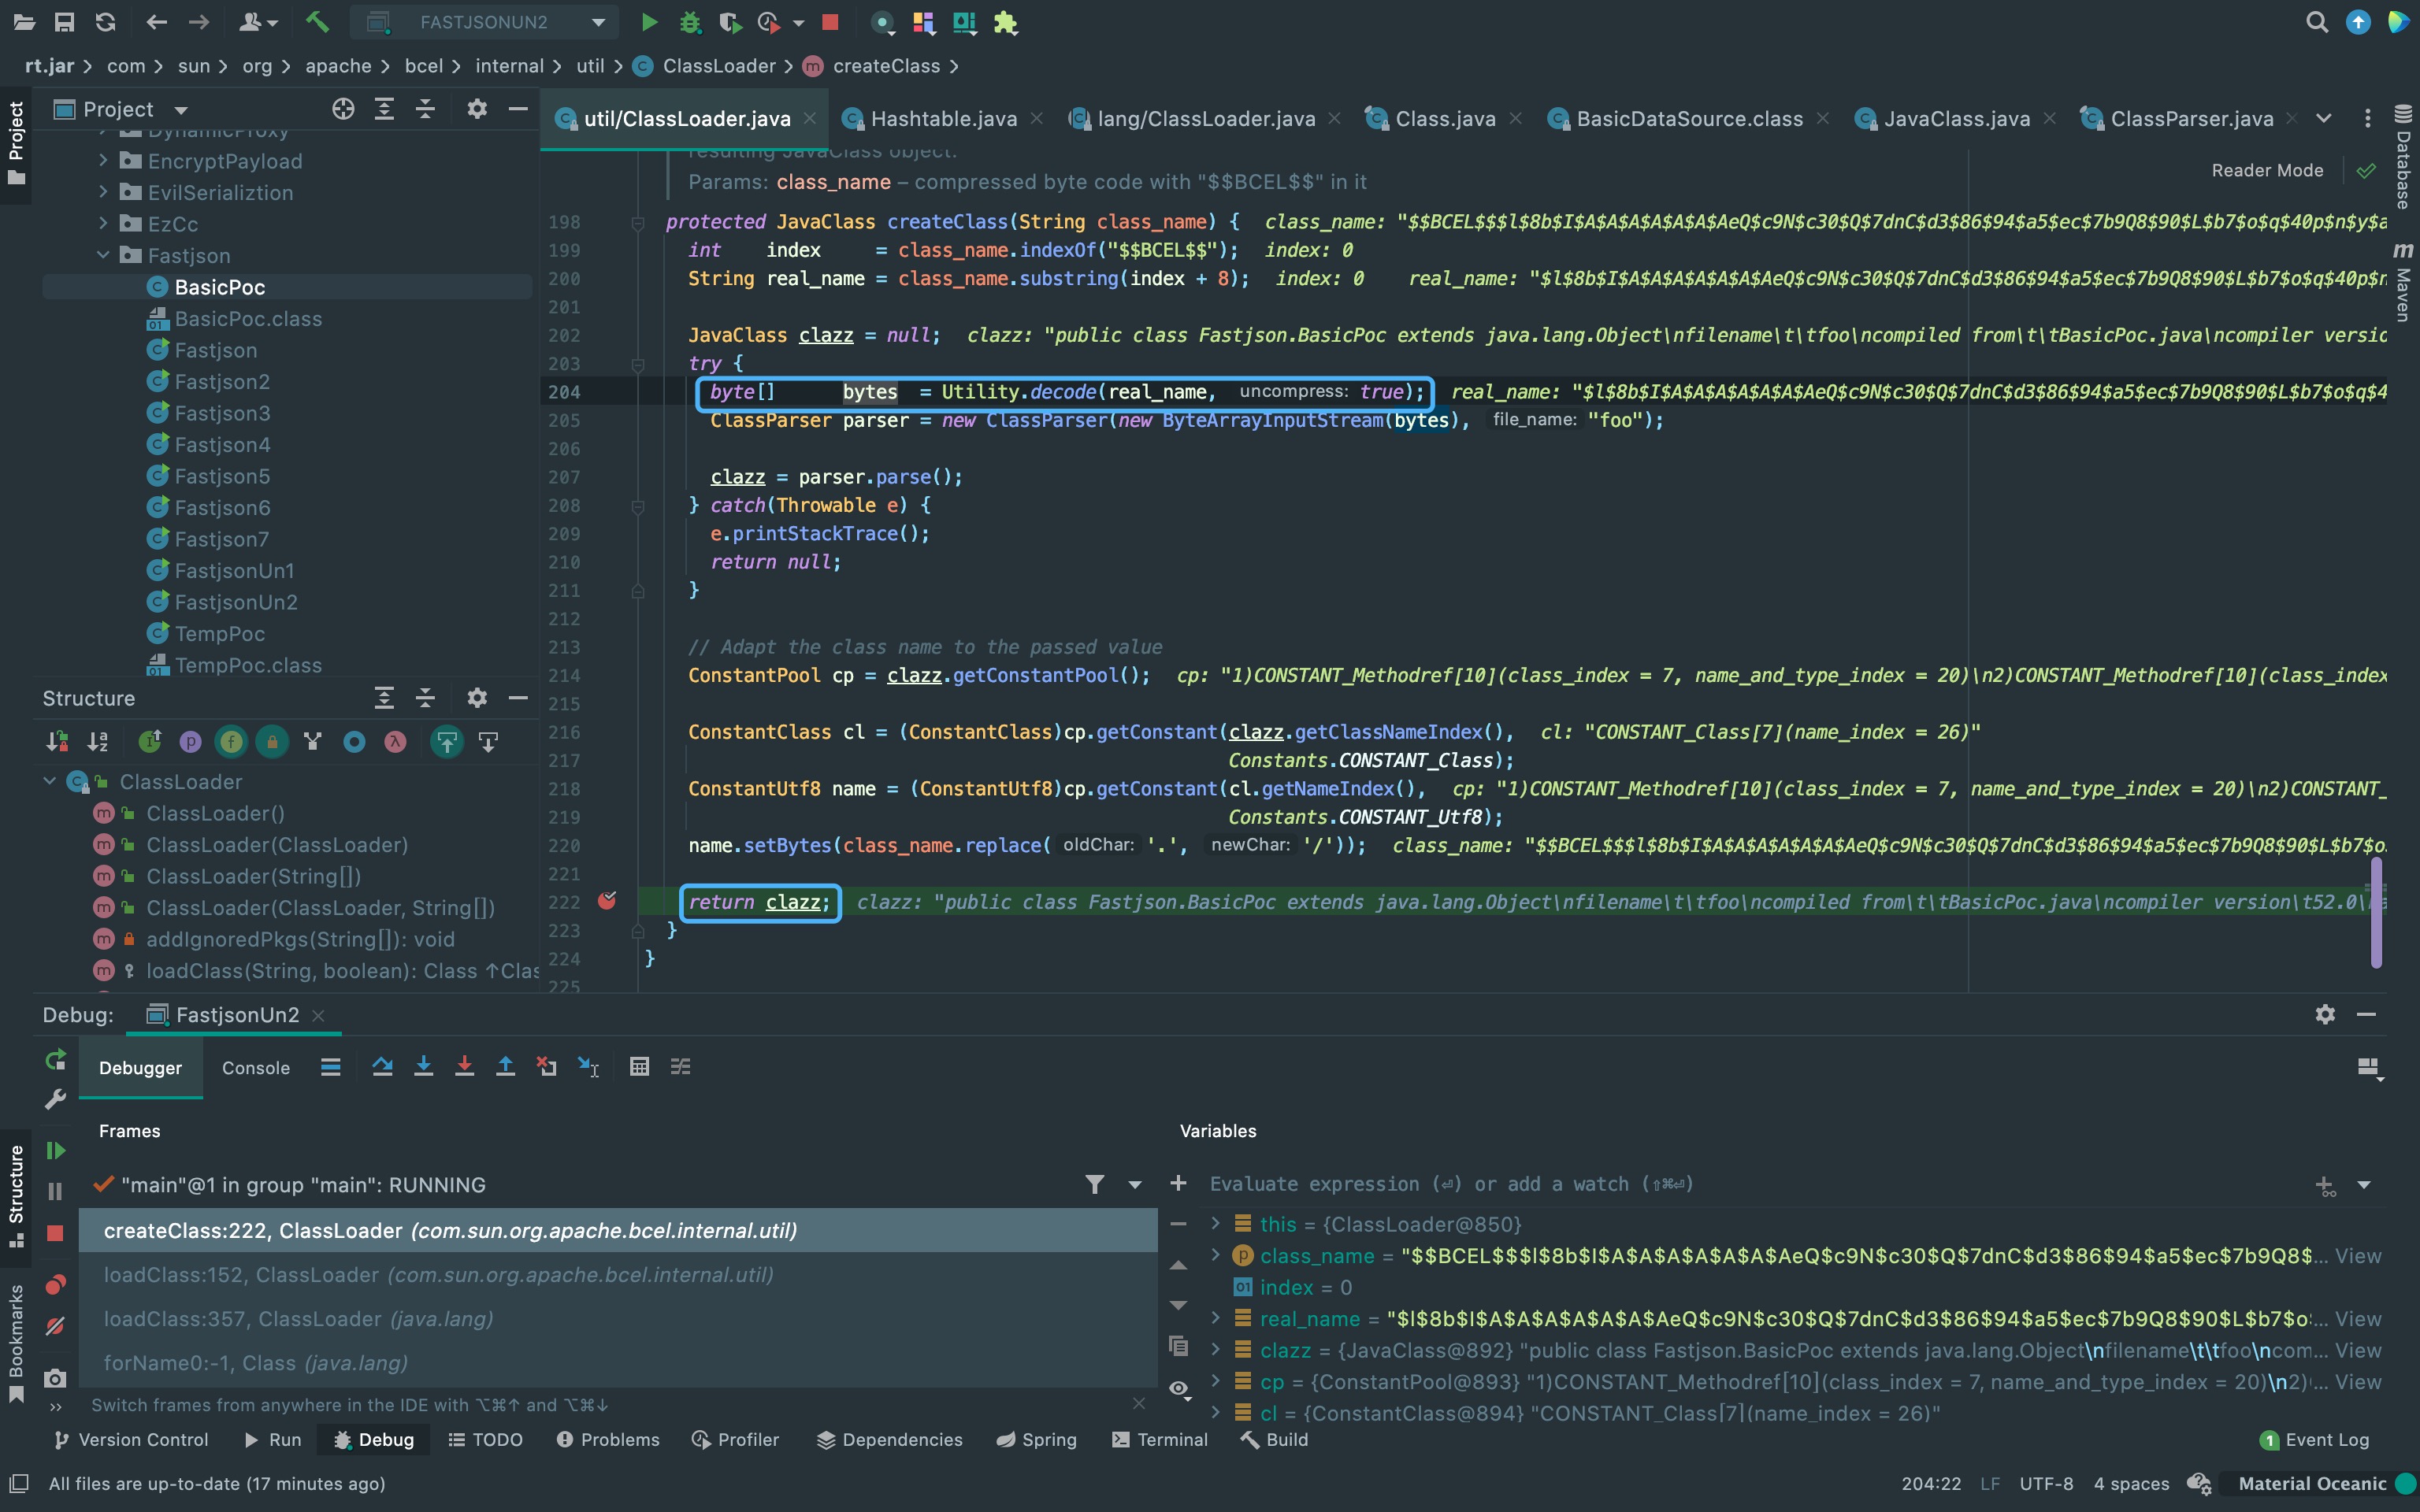 FASTJSONUN2
rt.jar
com
sun
org
apache
bcel
internal
util
ClassLoader
createClass
Project
Project
DynamicProxy
EncryptPayload
EvilSerializtion
EzCc
Fastjson
BasicPoc
BasicPoc.class
Fastjson
Fastjson2
Fastjson3
Fastjson4
Fastjson5
Fastjson6
Fastjson7
FastjsonUn1
FastjsonUn2
TempPoc
TempPoc.class
Structure
ClassLoader
ClassLoader()
ClassLoader(ClassLoader)
ClassLoader(String[])
ClassLoader(ClassLoader, String[])
addIgnoredPkgs(String[]): void
loadClass(String, boolean): Class ↑Clas
util/ClassLoader.java
Hashtable.java
lang/ClassLoader.java
Class.java
BasicDataSource.class
JavaClass.java
ClassParser.java
Database
Maven
Reader Mode
resulting JavaClass object.
Params: class_name – compressed byte code with "$$BCEL$$" in it
198 protected JavaClass createClass(String class_name) { class_name: "$$BCEL$$$l$8b$I$A$A$A$A$A$A$AeQ$c9N$c30$Q$7dnC$d3$86$94$a5$ec$7b9Q8$90$L$b7$o$q$40p$n$y$a
199 int index = class_name.indexOf("$$BCEL$$"); index: 0
200 String real_name = class_name.substring(index + 8); index: 0 real_name: "$l$8b$I$A$A$A$A$A$A$AeQ$c9N$c30$Q$7dnC$d3$86$94$a5$ec$7b9Q8$90$L$b7$o$q$40p$n
201
202 JavaClass clazz = null; clazz: "public class Fastjson.BasicPoc extends java.lang.Object\nfilename\t\tfoo\ncompiled from\t\tBasicPoc.java\ncompiler versio
203 try {
204 byte[] bytes = Utility.decode(real_name, uncompress: true); real_name: "$l$8b$I$A$A$A$A$A$A$AeQ$c9N$c30$Q$7dnC$d3$86$94$a5$ec$7b9Q8$90$L$b7$o$q$4
205 ClassParser parser = new ClassParser(new ByteArrayInputStream(bytes), file_name: "foo");
206
207 clazz = parser.parse();
208 } catch(Throwable e) {
209 e.printStackTrace();
210 return null;
211 }
212
213 // Adapt the class name to the passed value
214 ConstantPool cp = clazz.getConstantPool(); cp: "1)CONSTANT_Methodref[10](class_index = 7, name_and_type_index = 20)\n2)CONSTANT_Methodref[10](class_index
215
216 ConstantClass cl = (ConstantClass)cp.getConstant(clazz.getClassNameIndex(), cl: "CONSTANT_Class[7](name_index = 26)"
217 Constants.CONSTANT_Class);
218 ConstantUtf8 name = (ConstantUtf8)cp.getConstant(cl.getNameIndex(), cp: "1)CONSTANT_Methodref[10](class_index = 7, name_and_type_index = 20)\n2)CONSTANT_
219 Constants.CONSTANT_Utf8);
220 name.setBytes(class_name.replace( oldChar: '.', newChar: '/')); class_name: "$$BCEL$$$l$8b$I$A$A$A$A$A$A$AeQ$c9N$c30$Q$7dnC$d3$86$94$a5$ec$7b9Q8$90$L$b7$o
221
222 return clazz; clazz: "public class Fastjson.BasicPoc extends java.lang.Object\nfilename\t\tfoo\ncompiled from\t\tBasicPoc.java\ncompiler version\t52.0\
223 }
224 }
225
Debug:
FastjsonUn2
Debugger
Console
Frames
"main"@1 in group "main": RUNNING
createClass:222, ClassLoader (com.sun.org.apache.bcel.internal.util)
loadClass:152, ClassLoader (com.sun.org.apache.bcel.internal.util)
loadClass:357, ClassLoader (java.lang)
forName0:-1, Class (java.lang)
Switch frames from anywhere in the IDE with ⌥⌘↑ and ⌥⌘↓
Variables
Evaluate expression (⏎) or add a watch (⇧⌘⏎)
this = {ClassLoader@850}
class_name = "$$BCEL$$$l$8b$I$A$A$A$A$A$A$AeQ$c9N$c30$Q$7dnC$d3$86$94$a5$ec$7b9Q8$... View
index = 0
real_name = "$l$8b$I$A$A$A$A$A$A$AeQ$c9N$c30$Q$7dnC$d3$86$94$a5$ec$7b9Q8$90$L$b7$o:... View
clazz = {JavaClass@892} "public class Fastjson.BasicPoc extends java.lang.Object\nfilename\t\tfoo\ncom... View
cp = {ConstantPool@893} "1)CONSTANT_Methodref[10](class_index = 7, name_and_type_index = 20)\n2)(... View
cl = {ConstantClass@894} "CONSTANT_Class[7](name_index = 26)"
Structure
Bookmarks
Version Control
Run
Debug
TODO
Problems
Profiler
Dependencies
Spring
Terminal
Build
1 Event Log
All files are up-to-date (17 minutes ago)
204:22
LF
UTF-8
4 spaces
Material Oceanic